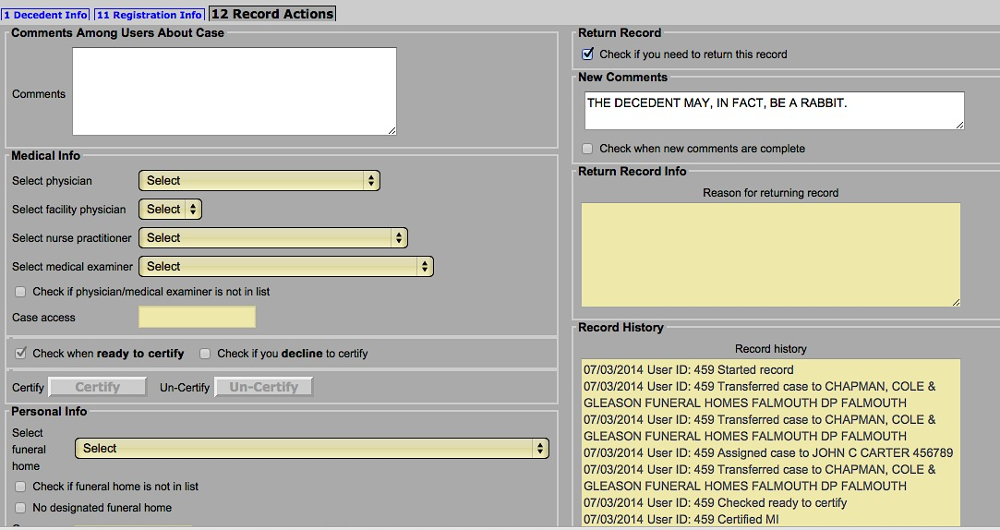 1 Decedent Info 11 Registration Info 12 Record Actions
Comments Among Users About Case
Comments
Medical Info
Select physician Select
Select facility physician Select
Select nurse practitioner Select
Select medical examiner Select
Check if physician/medical examiner is not in list
Case access
Check when ready to certify Check if you decline to certify
Certify Certify Un-Certify Un-Certify
Personal Info
Select
funeral
home
Select
Check if funeral home is not in list
No designated funeral home
Return Record
Check if you need to return this record
New Comments
THE DECEDENT MAY, IN FACT, BE A RABBIT.
Check when new comments are complete
Return Record Info
Reason for returning record
Record History
Record history
07/03/2014 User ID: 459 Started record
07/03/2014 User ID: 459 Transferred case to CHAPMAN, COLE &
GLEASON FUNERAL HOMES FALMOUTH DP FALMOUTH
07/03/2014 User ID: 459 Transferred case to CHAPMAN, COLE &
GLEASON FUNERAL HOMES FALMOUTH DP FALMOUTH
07/03/2014 User ID: 459 Assigned case to JOHN C CARTER 456789
07/03/2014 User ID: 459 Transferred case to CHAPMAN, COLE &
GLEASON FUNERAL HOMES FALMOUTH DP FALMOUTH
07/03/2014 User ID: 459 Checked ready to certify
07/03/2014 User ID: 459 Certified MI